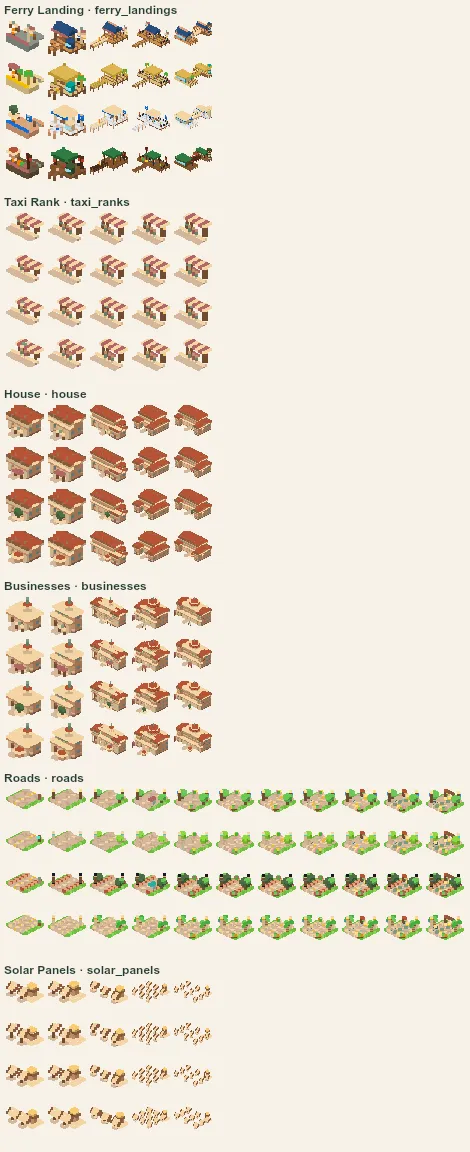 Ferry Landing · ferry_landings
Taxi Rank · taxi_ranks
House · house
Businesses · businesses
Roads · roads
Solar Panels · solar_panels